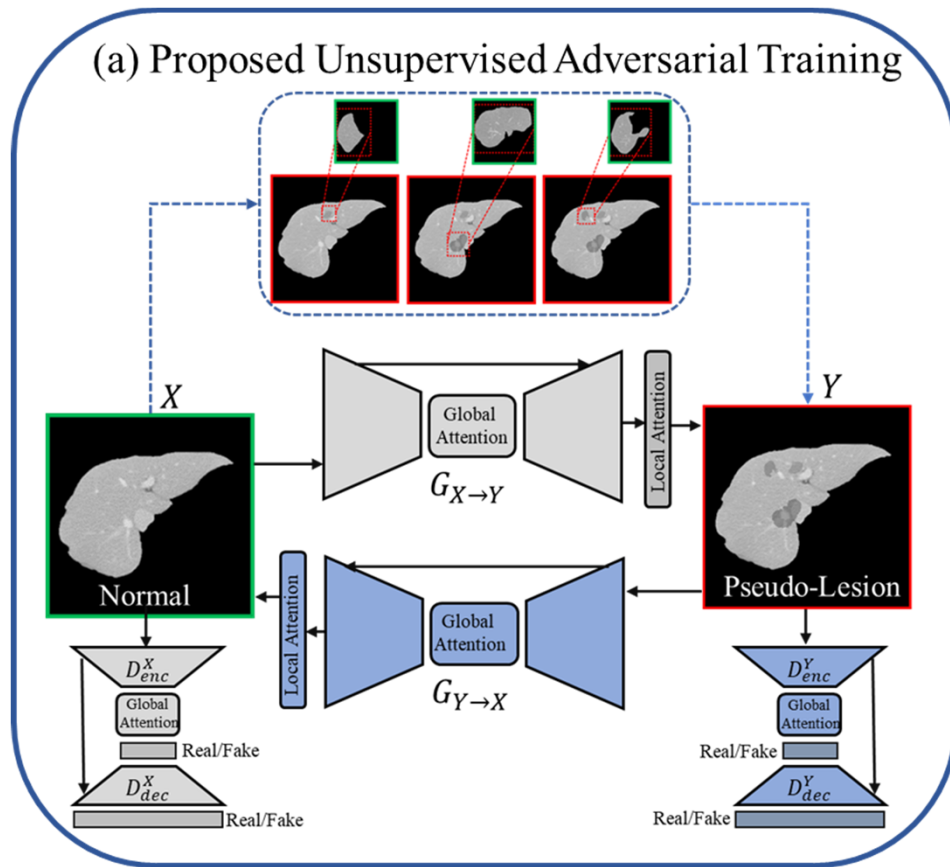 (a) Proposed Unsupervised Adversarial Training
X
Y
Global
Attention
Local Attention
G_{X→Y}
Normal
Pseudo-Lesion
Local Attention
Global
Attention
G_{Y→X}
D^X_{enc}
Global
Attention
Real/Fake
D^X_{dec}
Real/Fake
D^Y_{enc}
Global
Attention
Real/Fake
D^Y_{dec}
Real/Fake